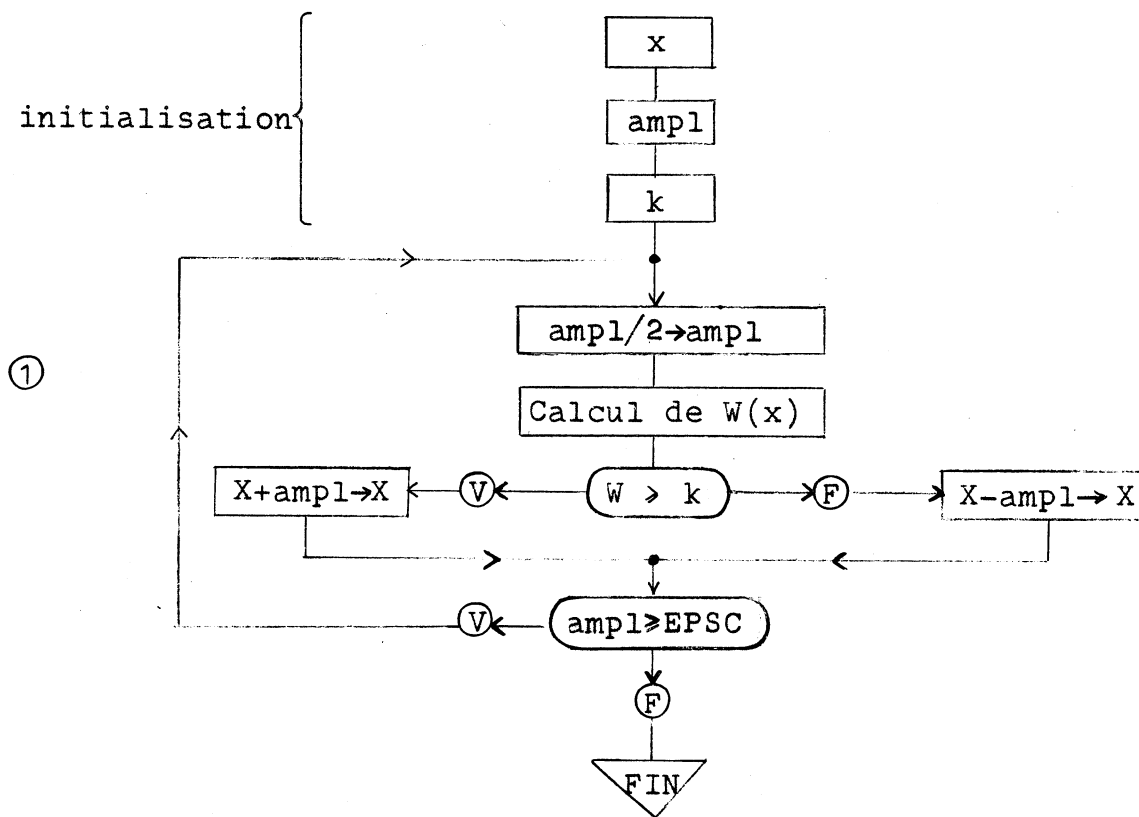 x
initialisation
ampl
k
ampl/2→ampl
①
Calcul de W(x)
X+ampl→X
V
W ⩾ k
F
X-ampl→X
V
ampl⩾EPSC
F
FIN